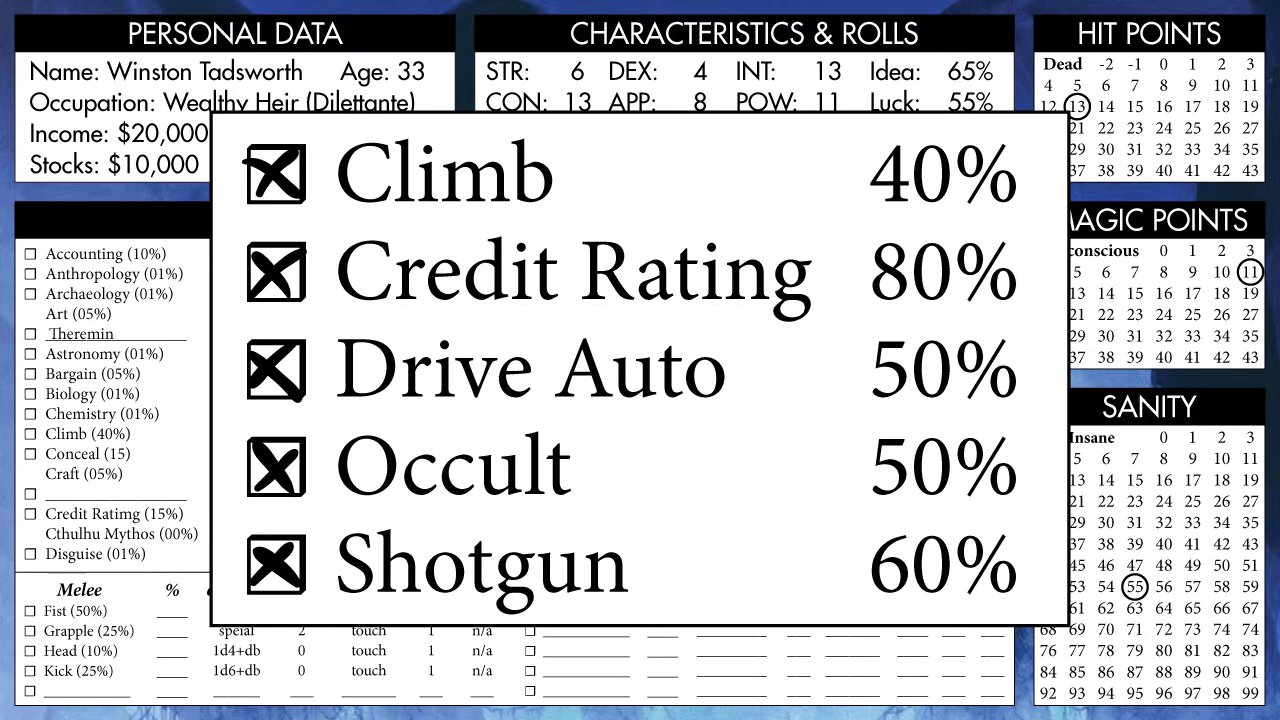 PERSONAL DATA
Name: Winston Tadsworth Age: 33
Occupation: Wealthy Heir (Dilettante)
Income: $20,000
Stocks: $10,000
CHARACTERISTICS & ROLLS
STR: 6 DEX: 4 INT: 13 Idea: 65%
CON: 13 APP: 8 POW: 11 Luck: 55%
HIT POINTS
Dead -2 -1 0 1 2 3
4 5 6 7 8 9 10 11
12 13 14 15 16 17 18 19
21 22 23 24 25 26 27
29 30 31 32 33 34 35
37 38 39 40 41 42 43
Climb 40%
Credit Rating 80%
Drive Auto 50%
Occult 50%
Shotgun 60%
Accounting (10%)
Anthropology (01%)
Archaeology (01%)
Art (05%)
Theremin
Astronomy (01%)
Bargain (05%)
Biology (01%)
Chemistry (01%)
Climb (40%)
Conceal (15)
Craft (05%)
Credit Ratimg (15%)
Cthulhu Mythos (00%)
Disguise (01%)
MAGIC POINTS
conscious 0 1 2 3
5 6 7 8 9 10 11
13 14 15 16 17 18 19
21 22 23 24 25 26 27
29 30 31 32 33 34 35
37 38 39 40 41 42 43
SANITY
Insane 0 1 2 3
5 6 7 8 9 10 11
13 14 15 16 17 18 19
21 22 23 24 25 26 27
29 30 31 32 33 34 35
37 38 39 40 41 42 43
45 46 47 48 49 50 51
53 54 55 56 57 58 59
61 62 63 64 65 66 67
68 69 70 71 72 73 74 74
76 77 78 79 80 81 82 83
84 85 86 87 88 89 90 91
92 93 94 95 96 97 98 99
Melee %
Fist (50%)
Grapple (25%) speial 2 touch 1 n/a
Head (10%) 1d4+db 0 touch 1 n/a
Kick (25%) 1d6+db 0 touch 1 n/a